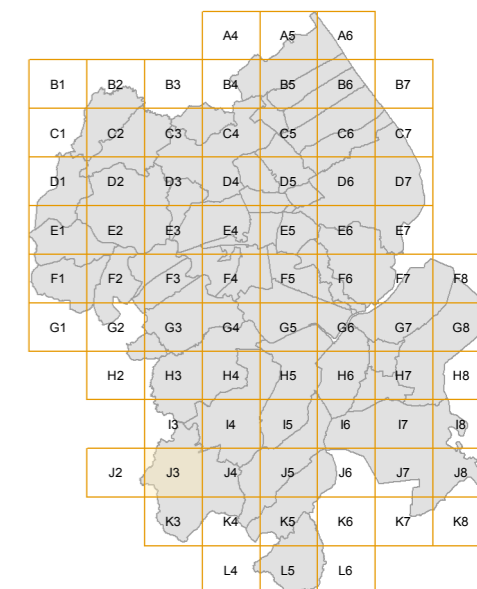 A4 A5 A6
B1 B2 B3 B4 B5 B6 B7
C1 C2 C3 C4 C5 C6 C7
D1 D2 D3 D4 D5 D6 D7
E1 E2 E3 E4 E5 E6 E7
F1 F2 F3 F4 F5 F6 F7 F8
G1 G2 G3 G4 G5 G6 G7 G8
H2 H3 H4 H5 H6 H7 H8
I3 I4 I5 I6 I7 I8
J2 J3 J4 J5 J6 J7 J8
K3 K4 K5 K6 K7 K8
L4 L5 L6